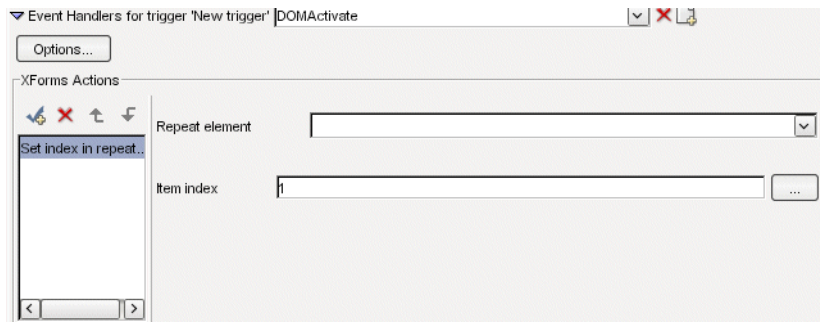 Event Handlers for trigger 'New trigger' DOMActivate
Options...
XForms Actions
Repeat element
Set index in repeat..
Item index 1 ...